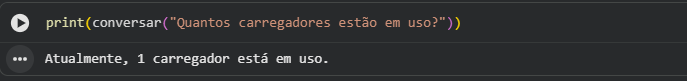 print(conversar("Quantos carregadores estão em uso?"))
Atualmente, 1 carregador está em uso.